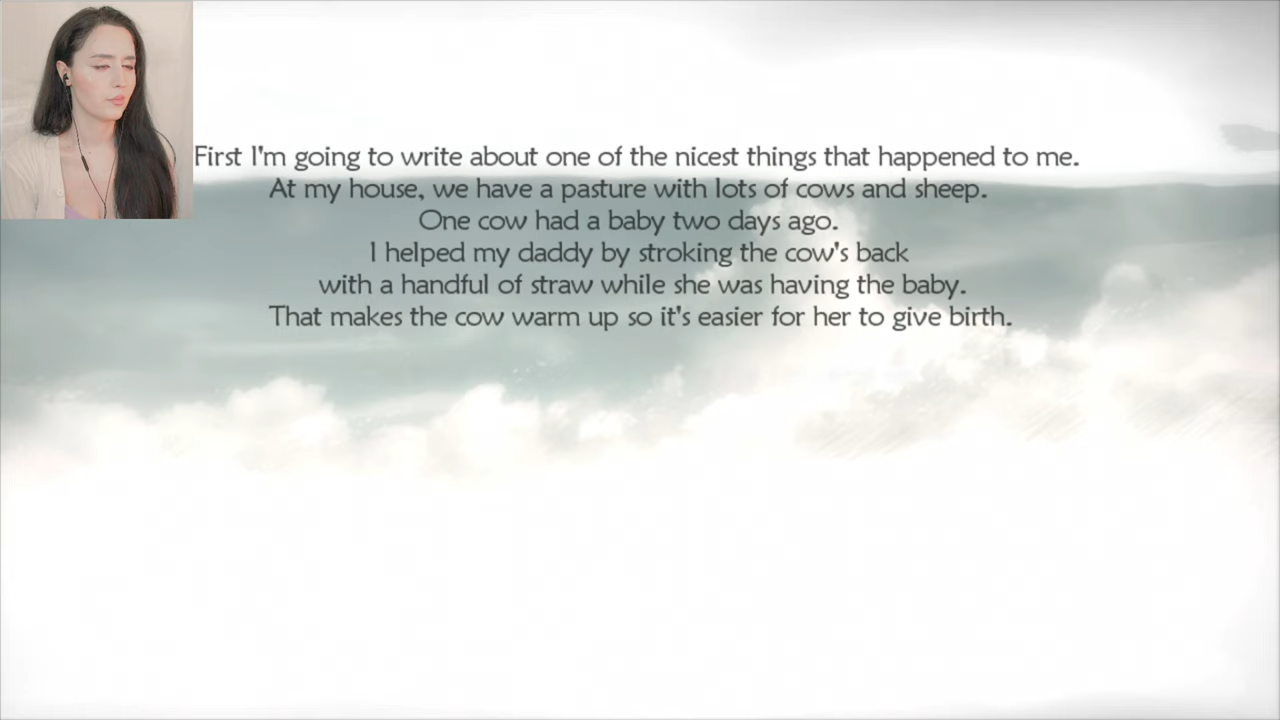 First I'm going to write about one of the nicest things that happened to me.
At my house, we have a pasture with lots of cows and sheep.
One cow had a baby two days ago.
I helped my daddy by stroking the cow's back
with a handful of straw while she was having the baby.
That makes the cow warm up so it's easier for her to give birth.